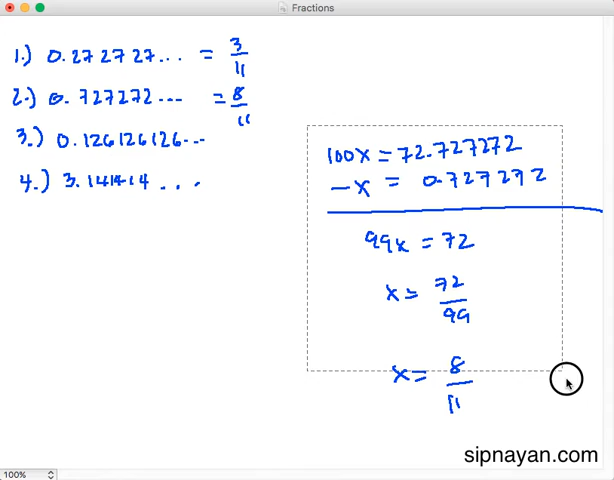 Fractions
1.) 0.272727... = 3/11
2.) 0.727272... = 8/11
3.) 0.126126126...
4.) 3.141414...
100x = 72.727272
-x = 0.727272
99x = 72
x = 72/99
x = 8/11
sipnayan.com
100%